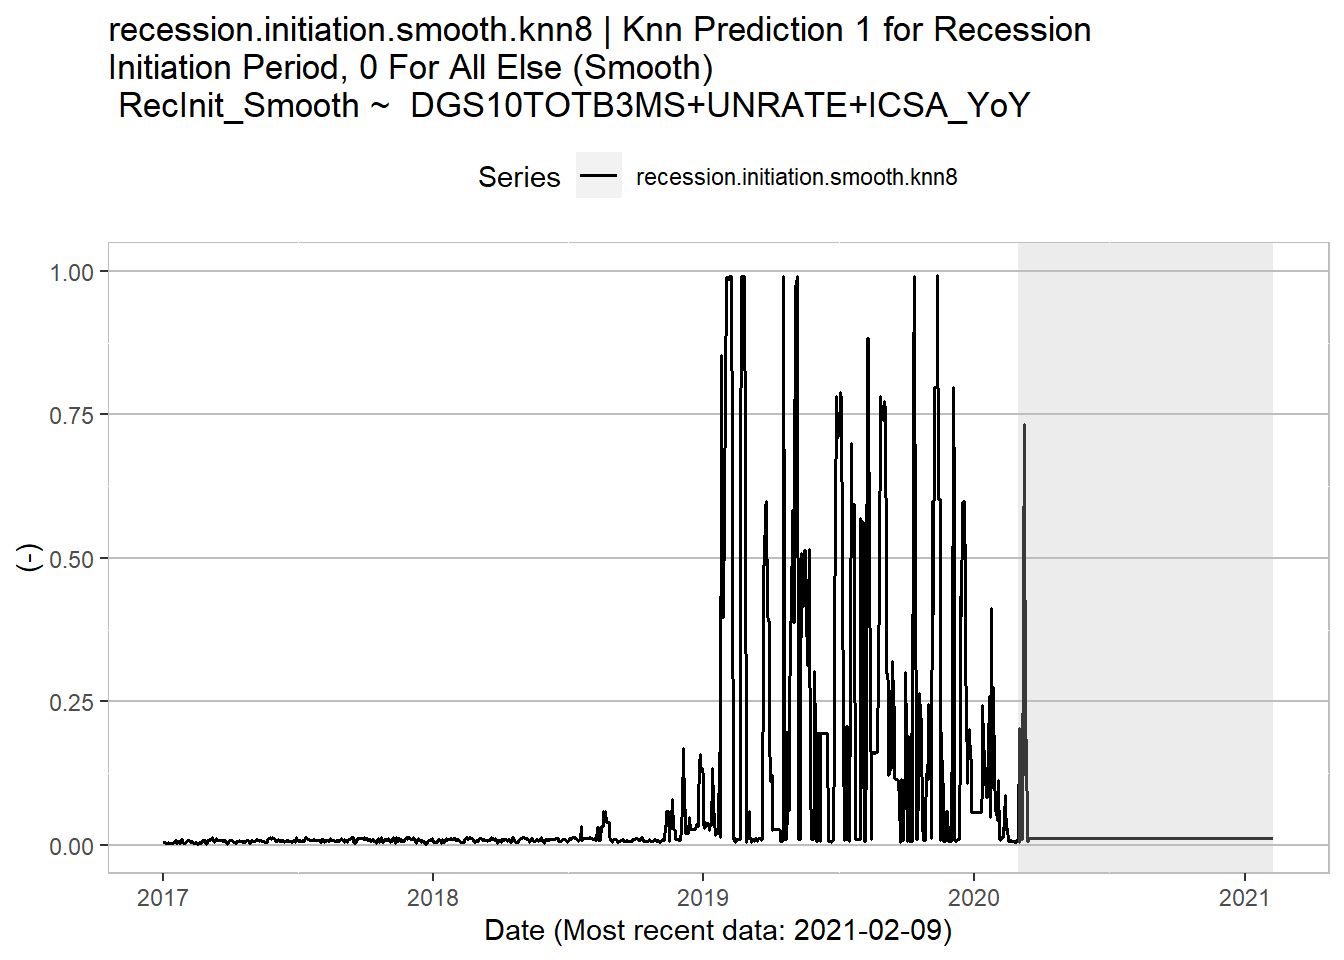 recession.initiation.smooth.knn8 | Knn Prediction 1 for Recession
Initiation Period, 0 For All Else (Smooth)
RecInit_Smooth ~  DGS10TOTB3MS+UNRATE+ICSA_YoY
Series
recession.initiation.smooth.knn8
1.00
0.75
0.50
0.25
0.00
(-)
2017
2018
2019
2020
2021
Date (Most recent data: 2021-02-09)